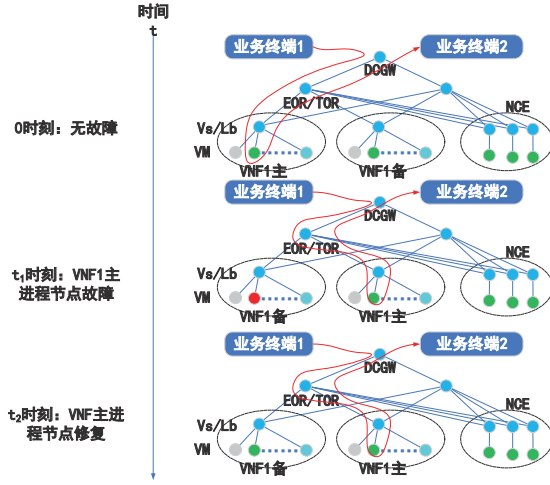 时间
t
业务终端1
业务终端2
DCGW
EOR/TOR
NCE
0时刻：无故障
Vs/Lb
VM
VNF1主
VNF1备
业务终端1
业务终端2
DCGW
EOR/TOR
NCE
t₁时刻：VNF1主
进程节点故障
Vs/Lb
VM
VNF1备
VNF1主
业务终端1
业务终端2
DCGW
EOR/TOR
NCE
t₂时刻：VNF主进
程节点修复
Vs/Lb
VM
VNF1备
VNF1主